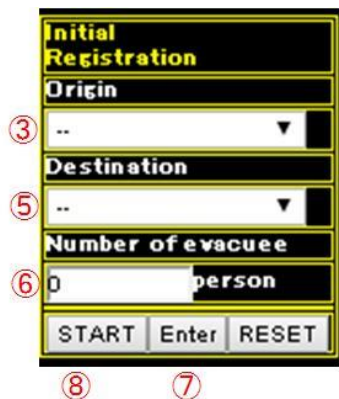 Initial
Registration
Origin
③ -- ▼
Destination
⑤ -- ▼
Number of evacuee
⑥ 0 person
START Enter RESET
⑧ ⑦